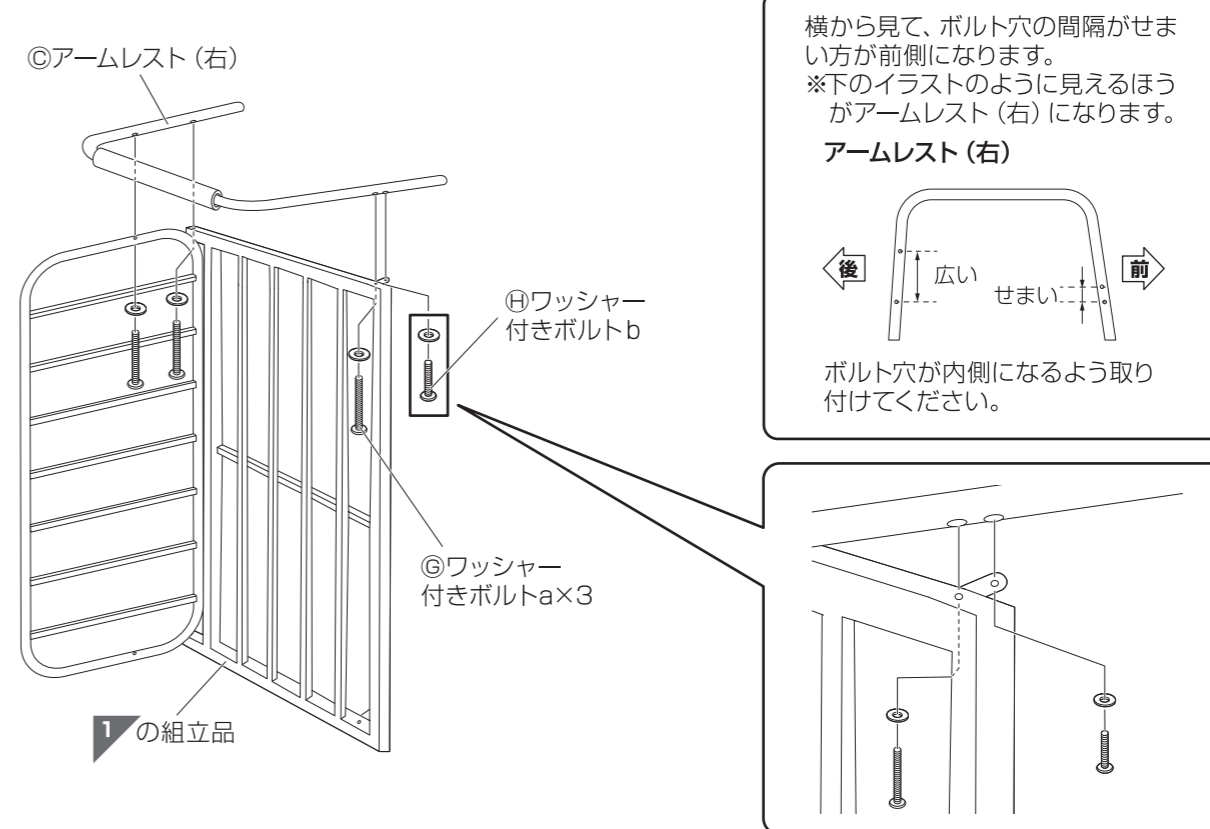 ©アームレスト（右）
Ⓗワッシャー
付きボルトb
Ⓖワッシャー
付きボルトa×3
1の組立品
横から見て、ボルト穴の間隔がせま
い方が前側になります。
※下のイラストのように見えるほう
がアームレスト（右）になります。
アームレスト（右）
後
広い
せまい
前
ボルト穴が内側になるよう取り
付けてください。